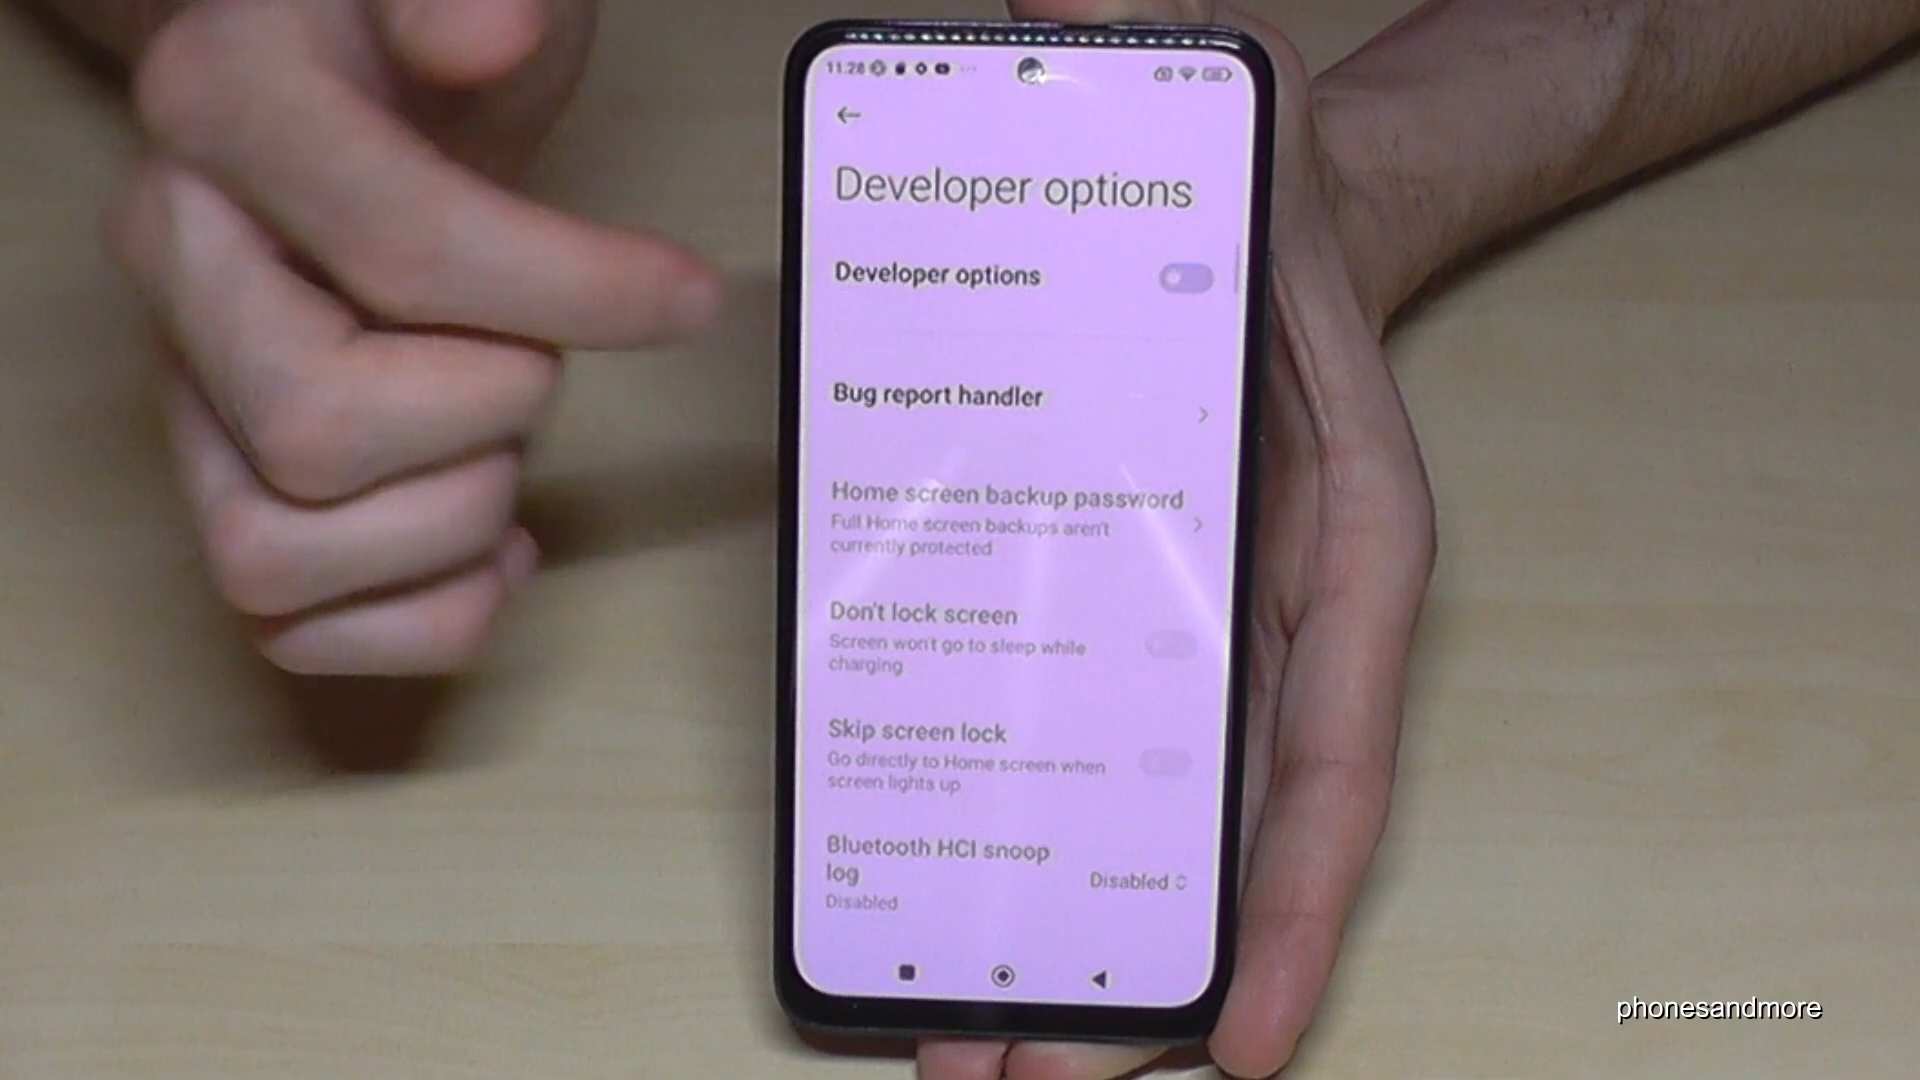 11:28
Developer options
Developer options
Bug report handler
Home screen backup password
Full Home screen backups aren't
currently protected
Don't lock screen
Screen won't go to sleep while
charging
Skip screen lock
Go directly to Home screen when
screen lights up
Bluetooth HCI snoop
log
Disabled
Disabled
phonesandmore